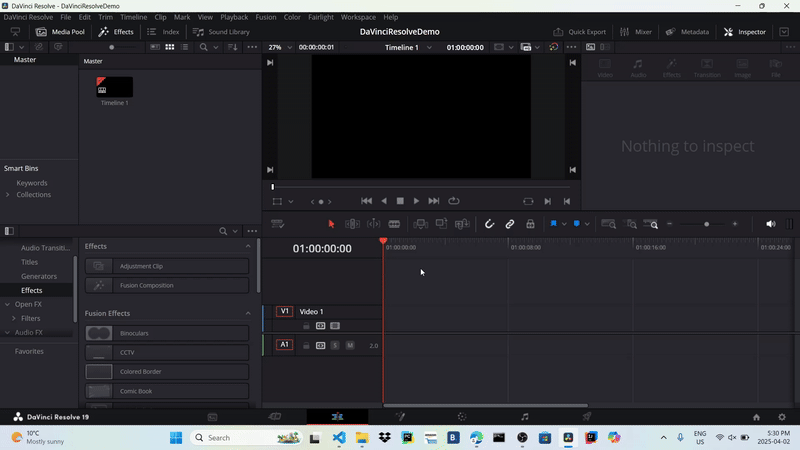 DaVinci Resolve - DaVinciResolveDemo
DaVinci Resolve File Edit Trim Timeline Clip Mark View Playback Fusion Color Fairlight Workspace Help
Media Pool Effects Index Sound Library DaVinciResolveDemo Quick Export Mixer Metadata Inspector
27% 00:00:00:01 Timeline 1 01:00:00:00
Master Master
Video Audio Effects Transition Image File
Timeline 1
Nothing to inspect
Smart Bins
Keywords
Collections
Audio Transiti...
Titles
Generators
Effects
Open FX
Filters
Audio FX
Favorites
Effects
Adjustment Clip
Fusion Composition
Fusion Effects
Binoculars
CCTV
Colored Border
Comic Book
01:00:00:00 01:00:00:00 01:00:08:00 01:00:16:00 01:00:24:00
V1 Video 1
A1 S M 2.0
DaVinci Resolve 19
10°C
Mostly sunny
Search
ENG
UE
5:30 PM
2025-04-02